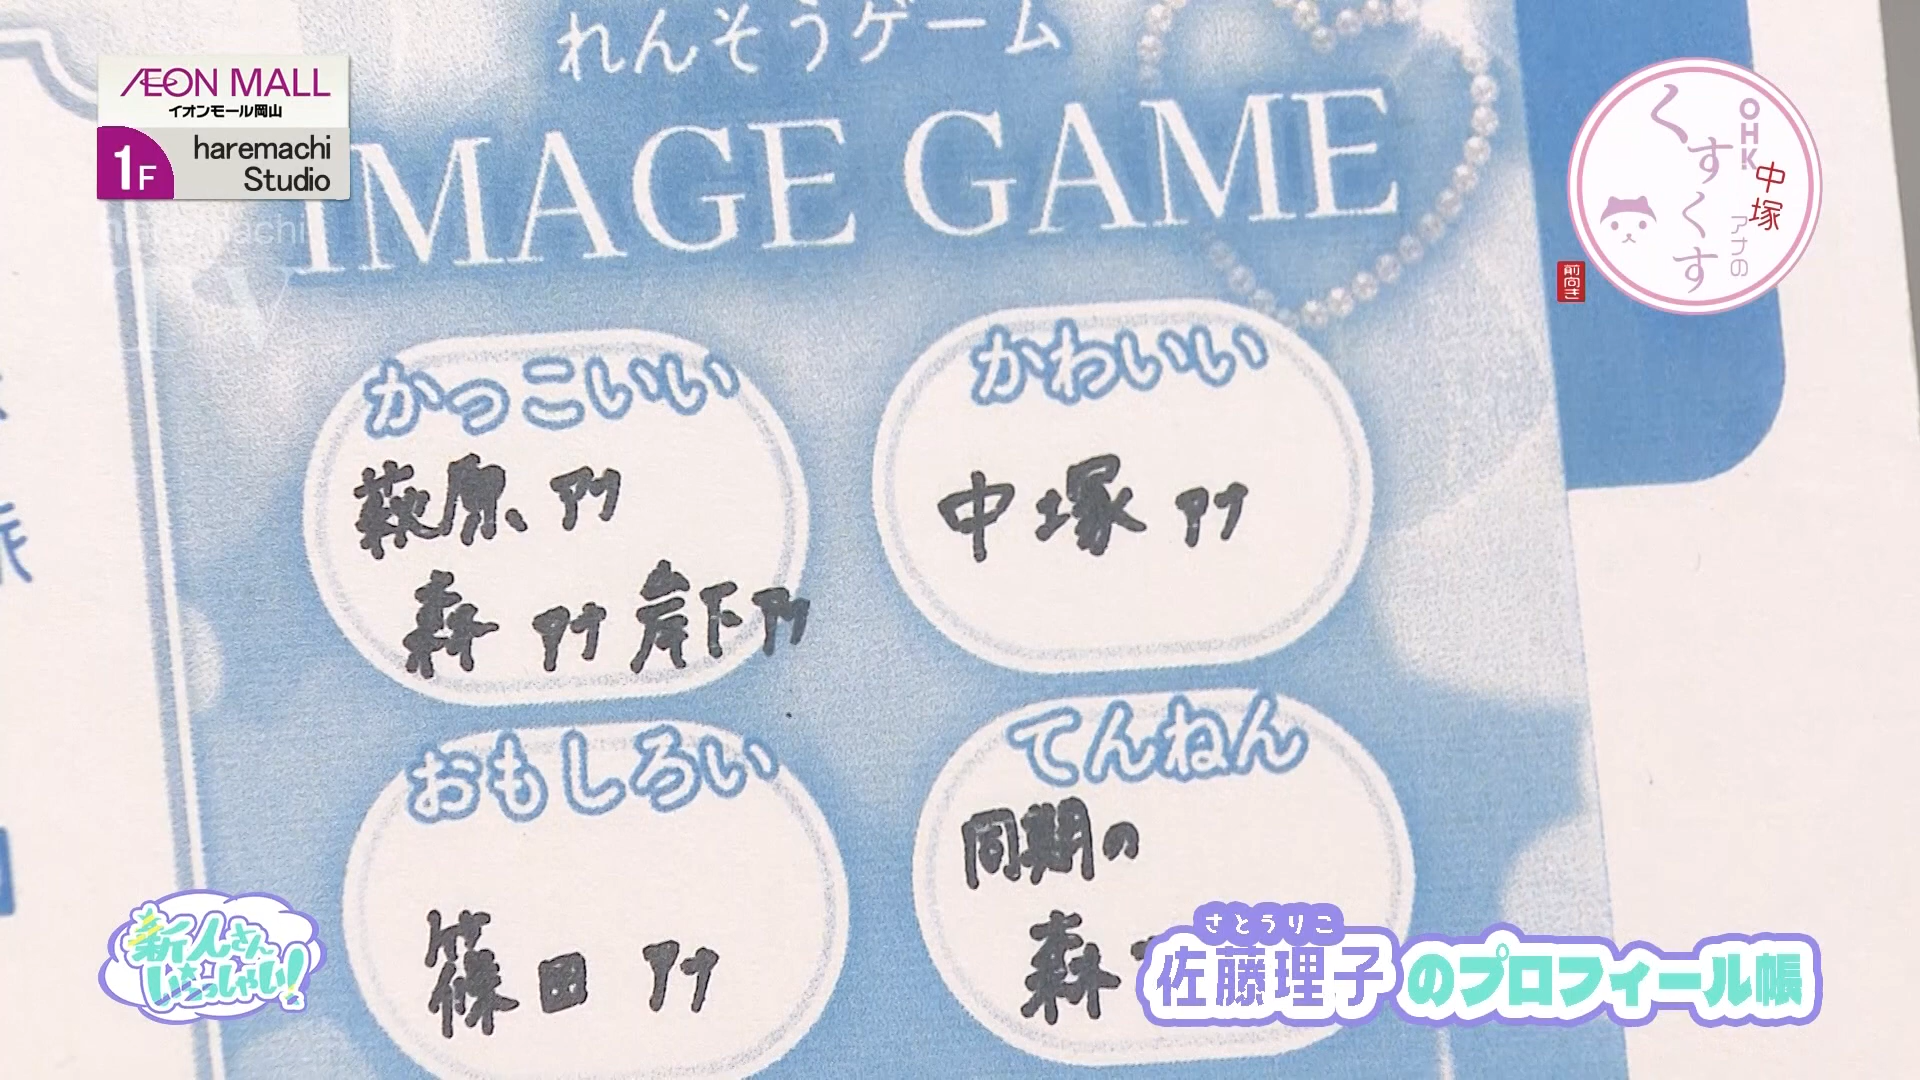 れんそうゲーム
IMAGE GAME
ÆON MALL
イオンモール岡山
1F
haremachi
Studio
OHK
中塚
アナの
くすくす
前向き
かっこいい
萩原アナ
森アナ 岸下アナ
かわいい
中塚アナ
おもしろい
篠田アナ
てんねん
同期の
森
新人さん
いらっしゃい!
さとうりこ
佐藤理子のプロフィール帳